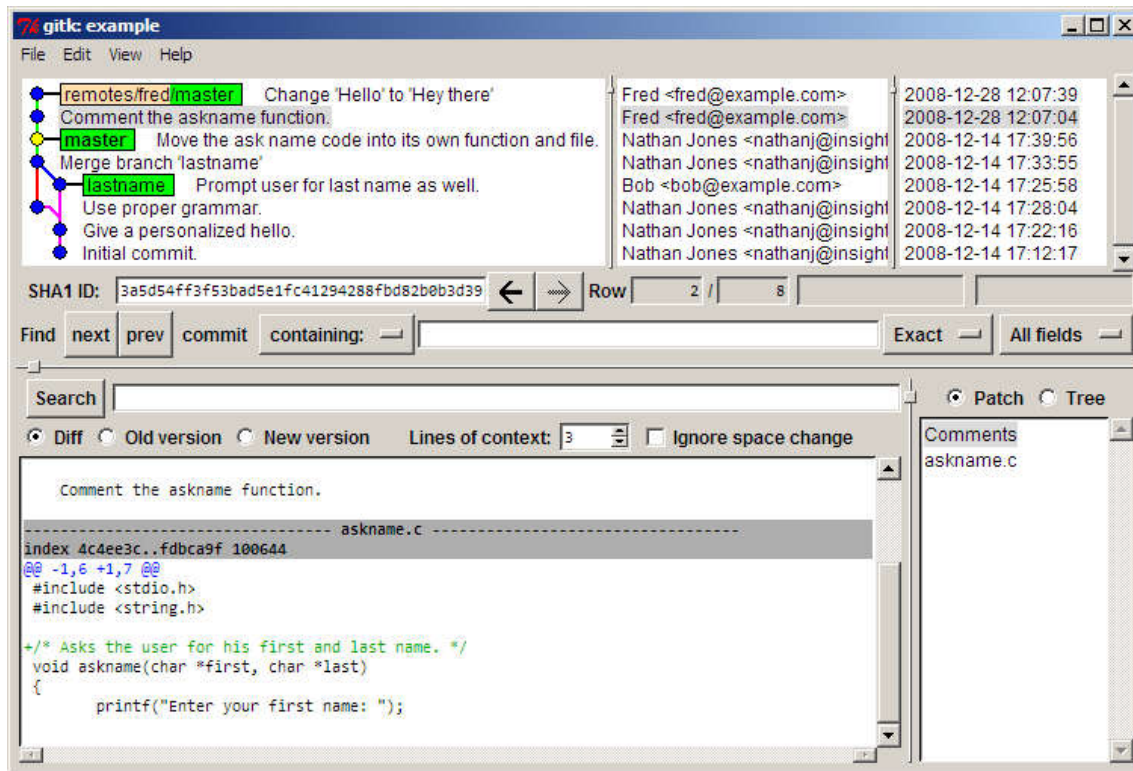 gitk: example
File Edit View Help
remotes/fred/master Change 'Hello' to 'Hey there' Fred <fred@example.com> 2008-12-28 12:07:39
Comment the askname function. Fred <fred@example.com> 2008-12-28 12:07:04
master Move the ask name code into its own function and file. Nathan Jones <nathanj@insight 2008-12-14 17:39:56
Merge branch 'lastname' Nathan Jones <nathanj@insight 2008-12-14 17:33:55
lastname Prompt user for last name as well. Bob <bob@example.com> 2008-12-14 17:25:58
Use proper grammar. Nathan Jones <nathanj@insight 2008-12-14 17:28:04
Give a personalized hello. Nathan Jones <nathanj@insight 2008-12-14 17:22:16
Initial commit. Nathan Jones <nathanj@insight 2008-12-14 17:12:17
SHA1 ID: 3a5d54ff3f53bad5e1fc41294288fbd82b0b3d39 Row 2 / 8
Find next prev commit containing: Exact All fields
Search Patch Tree
Diff Old version New version Lines of context: 3 Ignore space change Comments
askname.c
Comment the askname function.
---------------------------------- askname.c ----------------------------------
index 4c4ee3c..fdbca9f 100644
@@ -1,6 +1,7 @@
#include <stdio.h>
#include <string.h>
+/* Asks the user for his first and last name. */
void askname(char *first, char *last)
{
printf("Enter your first name: ");